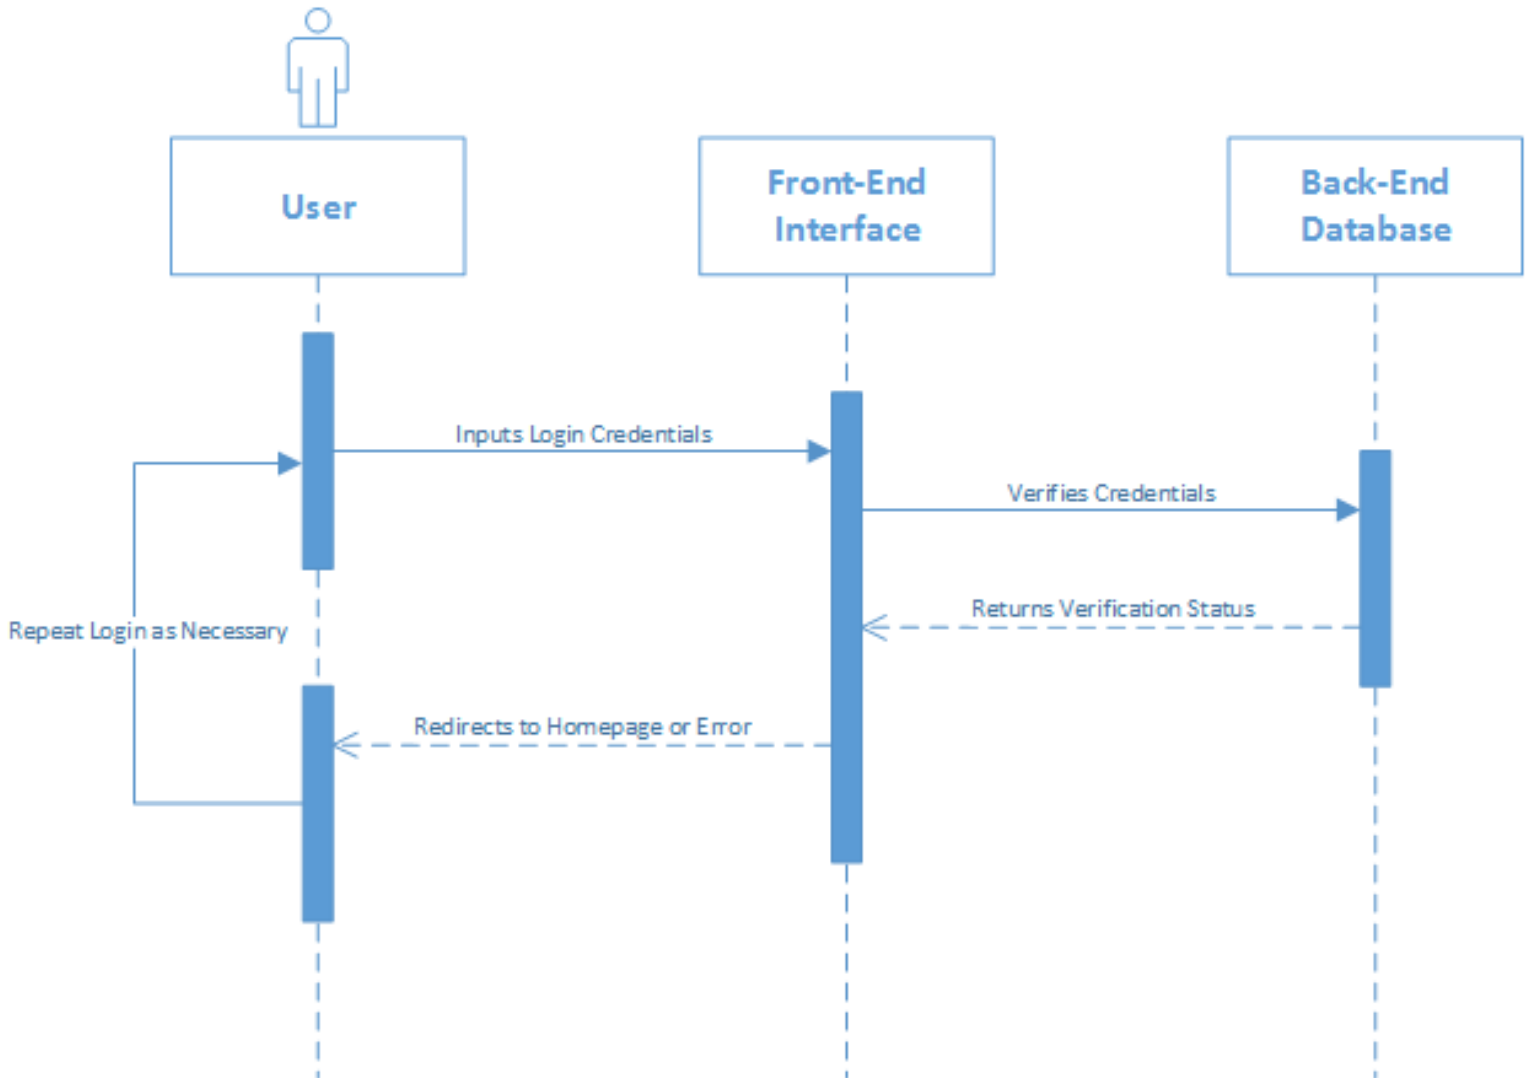 User
Front-End
Interface
Back-End
Database
Inputs Login Credentials
Verifies Credentials
Returns Verification Status
Repeat Login as Necessary
Redirects to Homepage or Error